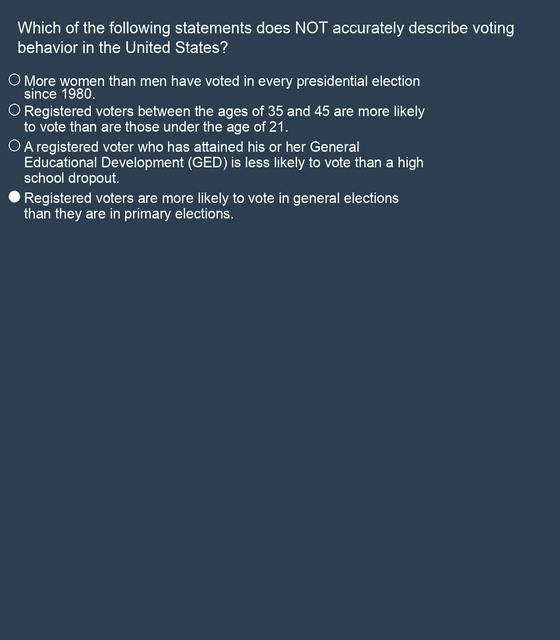 Which of the following statements does NOT accurately describe voting
behavior in the United States?
More women than men have voted in every presidential election
since 1980.
Registered voters between the ages of 35 and 45 are more likely
to vote than are those under the age of 21.
A registered voter who has attained his or her General
Educational Development (GED) is less likely to vote than a high
school dropout.
Registered voters are more likely to vote in general elections
than they are in primary elections.